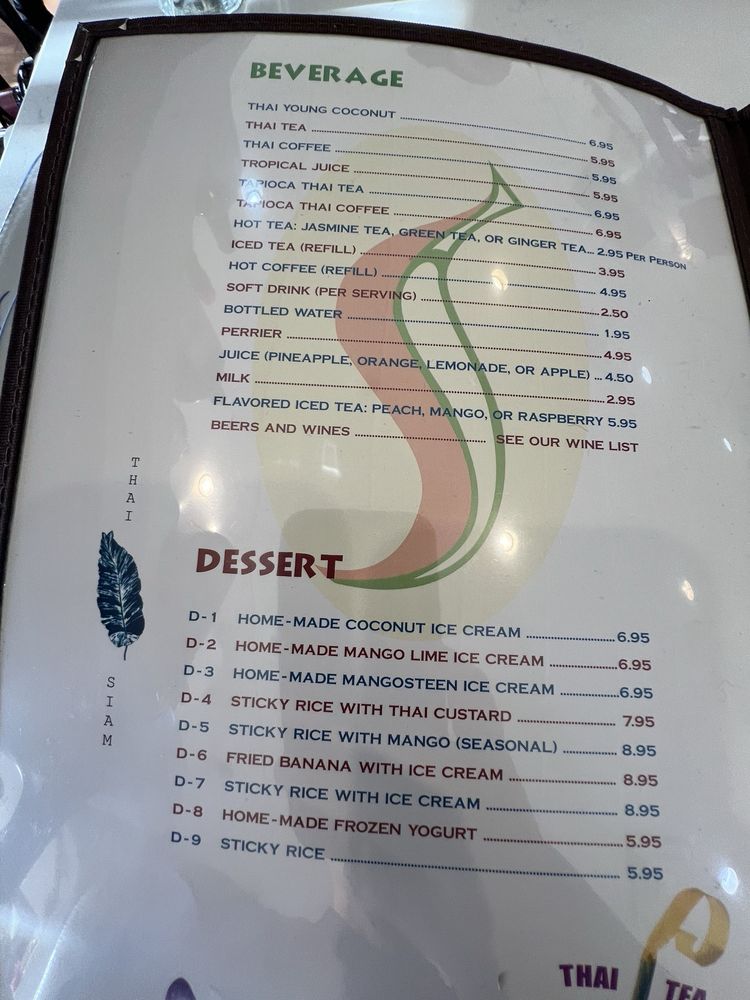 BEVERAGE
THAI YOUNG COCONUT ........ 6.95
THAI TEA ........ 5.95
THAI COFFEE ........ 5.95
TROPICAL JUICE ........ 5.95
TAPIOCA THAI TEA ........ 6.95
TAPIOCA THAI COFFEE ........ 6.95
HOT TEA: JASMINE TEA, GREEN TEA, OR GINGER TEA... 2.95 PER PERSON
ICED TEA (REFILL) ........ 3.95
HOT COFFEE (REFILL) ........ 4.95
SOFT DRINK (PER SERVING) ........ 2.50
BOTTLED WATER ........ 1.95
PERRIER ........ 4.95
JUICE (PINEAPPLE, ORANGE, LEMONADE, OR APPLE) ... 4.50
MILK ........ 2.95
FLAVORED ICED TEA: PEACH, MANGO, OR RASPBERRY 5.95
BEERS AND WINES ........ SEE OUR WINE LIST
THAI
SIAM
DESSERT
D-1 HOME-MADE COCONUT ICE CREAM ........ 6.95
D-2 HOME-MADE MANGO LIME ICE CREAM ........ 6.95
D-3 HOME-MADE MANGOSTEEN ICE CREAM ........ 6.95
D-4 STICKY RICE WITH THAI CUSTARD ........ 7.95
D-5 STICKY RICE WITH MANGO (SEASONAL) ........ 8.95
D-6 FRIED BANANA WITH ICE CREAM ........ 8.95
D-7 STICKY RICE WITH ICE CREAM ........ 8.95
D-8 HOME-MADE FROZEN YOGURT ........ 5.95
D-9 STICKY RICE ........ 5.95
THAI TEA